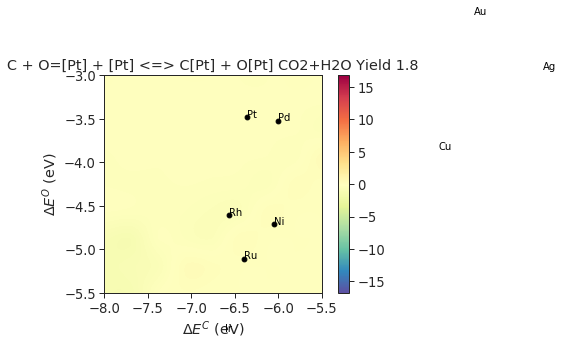 Au
C + O=[Pt] + [Pt] <=> C[Pt] + O[Pt] CO2+H2O Yield 1.8
Ag
−3.0
−3.5
−4.0
−4.5
−5.0
−5.5
ΔE^O (eV)
Pt
Pd
Cu
Rh
Ni
Ru
15
10
5
0
−5
−10
−15
−8.0 −7.5 −7.0 −6.5 −6.0 −5.5
ΔE^C (eV)
Ir